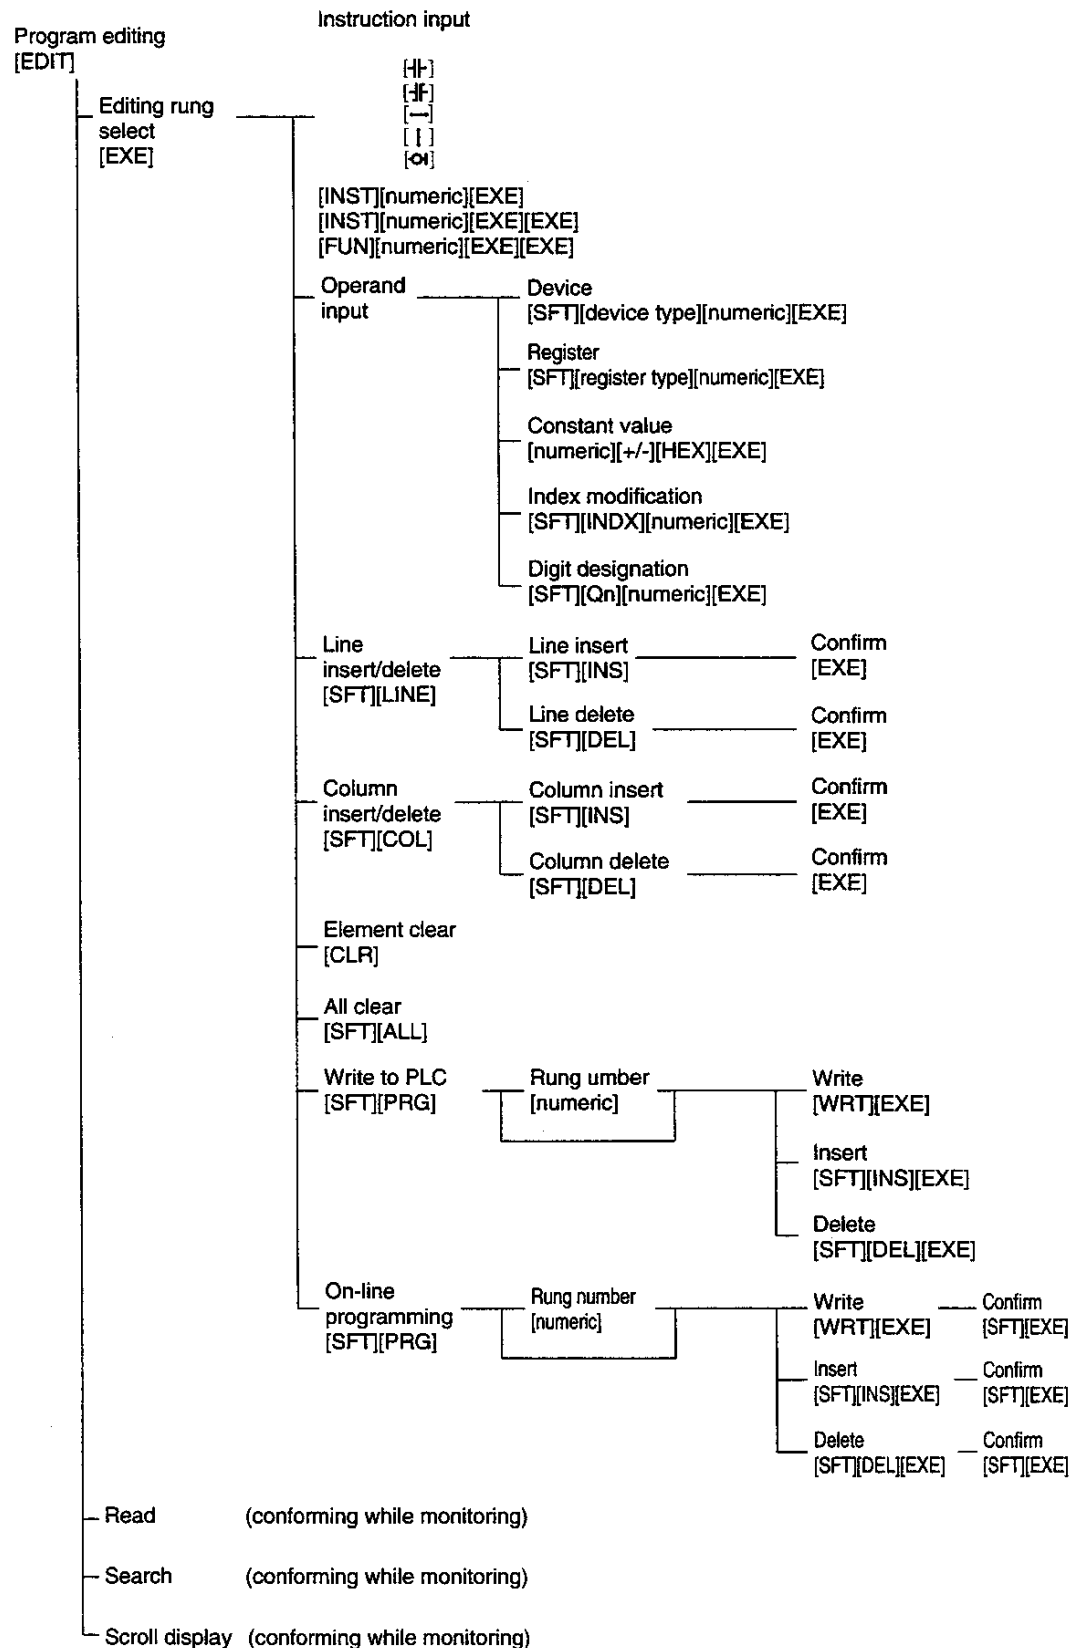 Instruction input
Program editing
[EDIT]
Editing rung
select
[EXE]
[INST][numeric][EXE]
[INST][numeric][EXE][EXE]
[FUN][numeric][EXE][EXE]
Operand
input
Device
[SFT][device type][numeric][EXE]
Register
[SFT][register type][numeric][EXE]
Constant value
[numeric][+/-][HEX][EXE]
Index modification
[SFT][INDX][numeric][EXE]
Digit designation
[SFT][Qn][numeric][EXE]
Line
insert/delete
[SFT][LINE]
Line insert
[SFT][INS]
Confirm
[EXE]
Line delete
[SFT][DEL]
Confirm
[EXE]
Column
insert/delete
[SFT][COL]
Column insert
[SFT][INS]
Confirm
[EXE]
Column delete
[SFT][DEL]
Confirm
[EXE]
Element clear
[CLR]
All clear
[SFT][ALL]
Write to PLC
[SFT][PRG]
Rung umber
[numeric]
Write
[WRT][EXE]
Insert
[SFT][INS][EXE]
Delete
[SFT][DEL][EXE]
On-line
programming
[SFT][PRG]
Rung number
[numeric]
Write
[WRT][EXE]
Confirm
[SFT][EXE]
Insert
[SFT][INS][EXE]
Confirm
[SFT][EXE]
Delete
[SFT][DEL][EXE]
Confirm
[SFT][EXE]
Read (conforming while monitoring)
Search (conforming while monitoring)
Scroll display (conforming while monitoring)